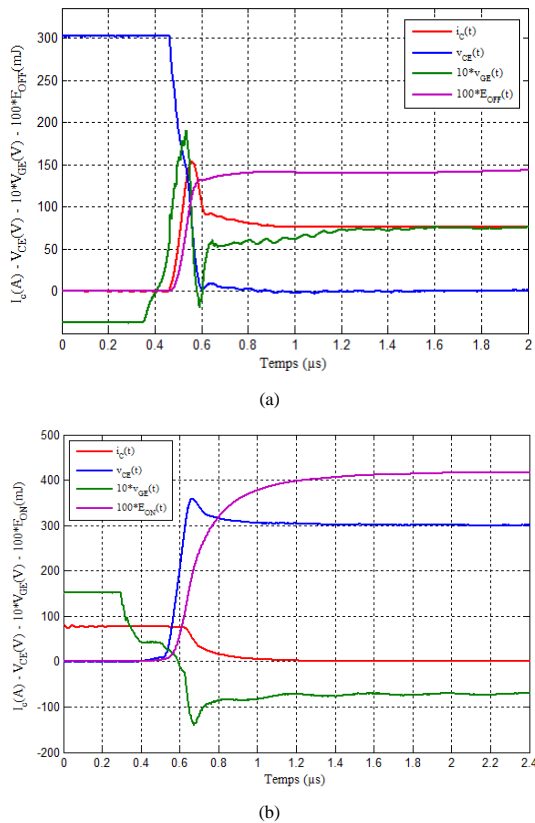 I_c(A) - V_CE(V) - 10*V_GE(V) - 100*E_OFF(mJ)
300
250
200
150
100
50
0
-50
i_C(t)
v_CE(t)
10*v_GE(t)
100*E_OFF(t)
0 0.2 0.4 0.6 0.8 1 1.2 1.4 1.6 1.8 2
Temps (µs)
(a)
I_c(A) - V_CE(V) - 10*V_GE(V) - 100*E_ON(mJ)
500
400
300
200
100
0
-100
-200
i_C(t)
v_CE(t)
10*v_GE(t)
100*E_ON(t)
0 0.2 0.4 0.6 0.8 1 1.2 1.4 1.6 1.8 2 2.2 2.4
Temps (µs)
(b)